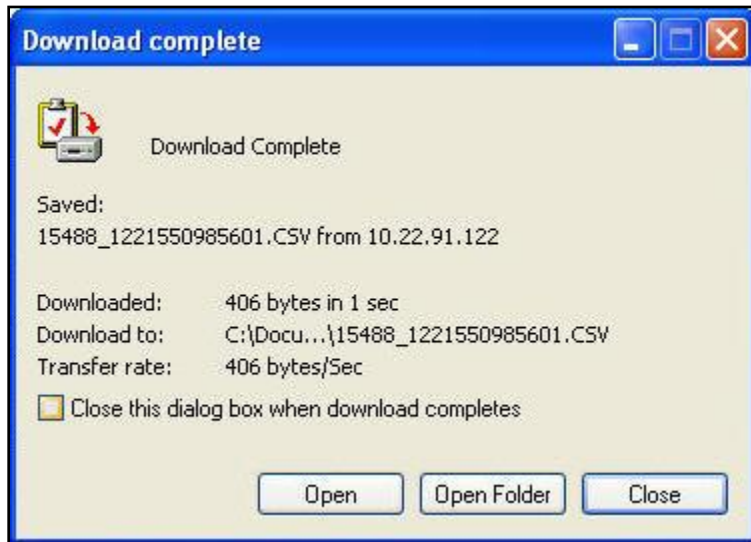 Download complete
Download Complete
Saved:
15488_1221550985601.CSV from 10.22.91.122
Downloaded: 406 bytes in 1 sec
Download to: C:\Docu...\15488_1221550985601.CSV
Transfer rate: 406 bytes/Sec
Close this dialog box when download completes
Open Open Folder Close